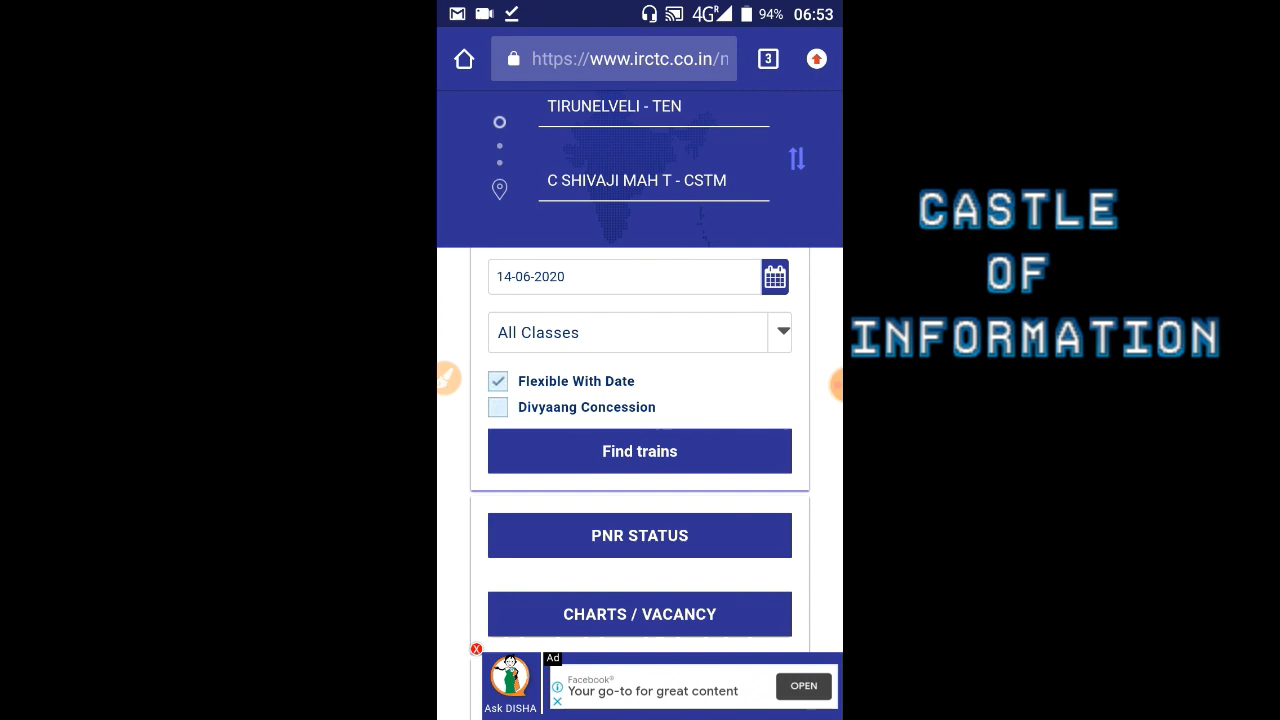 4G R 94% 06:53
https://www.irctc.co.in/n 3
TIRUNELVELI - TEN
C SHIVAJI MAH T - CSTM
14-06-2020
All Classes
Flexible With Date
Divyaang Concession
Find trains
PNR STATUS
CHARTS / VACANCY
X
Ad
Facebook®
Your go-to for great content
OPEN
Ask DISHA
CASTLE
OF
INFORMATION